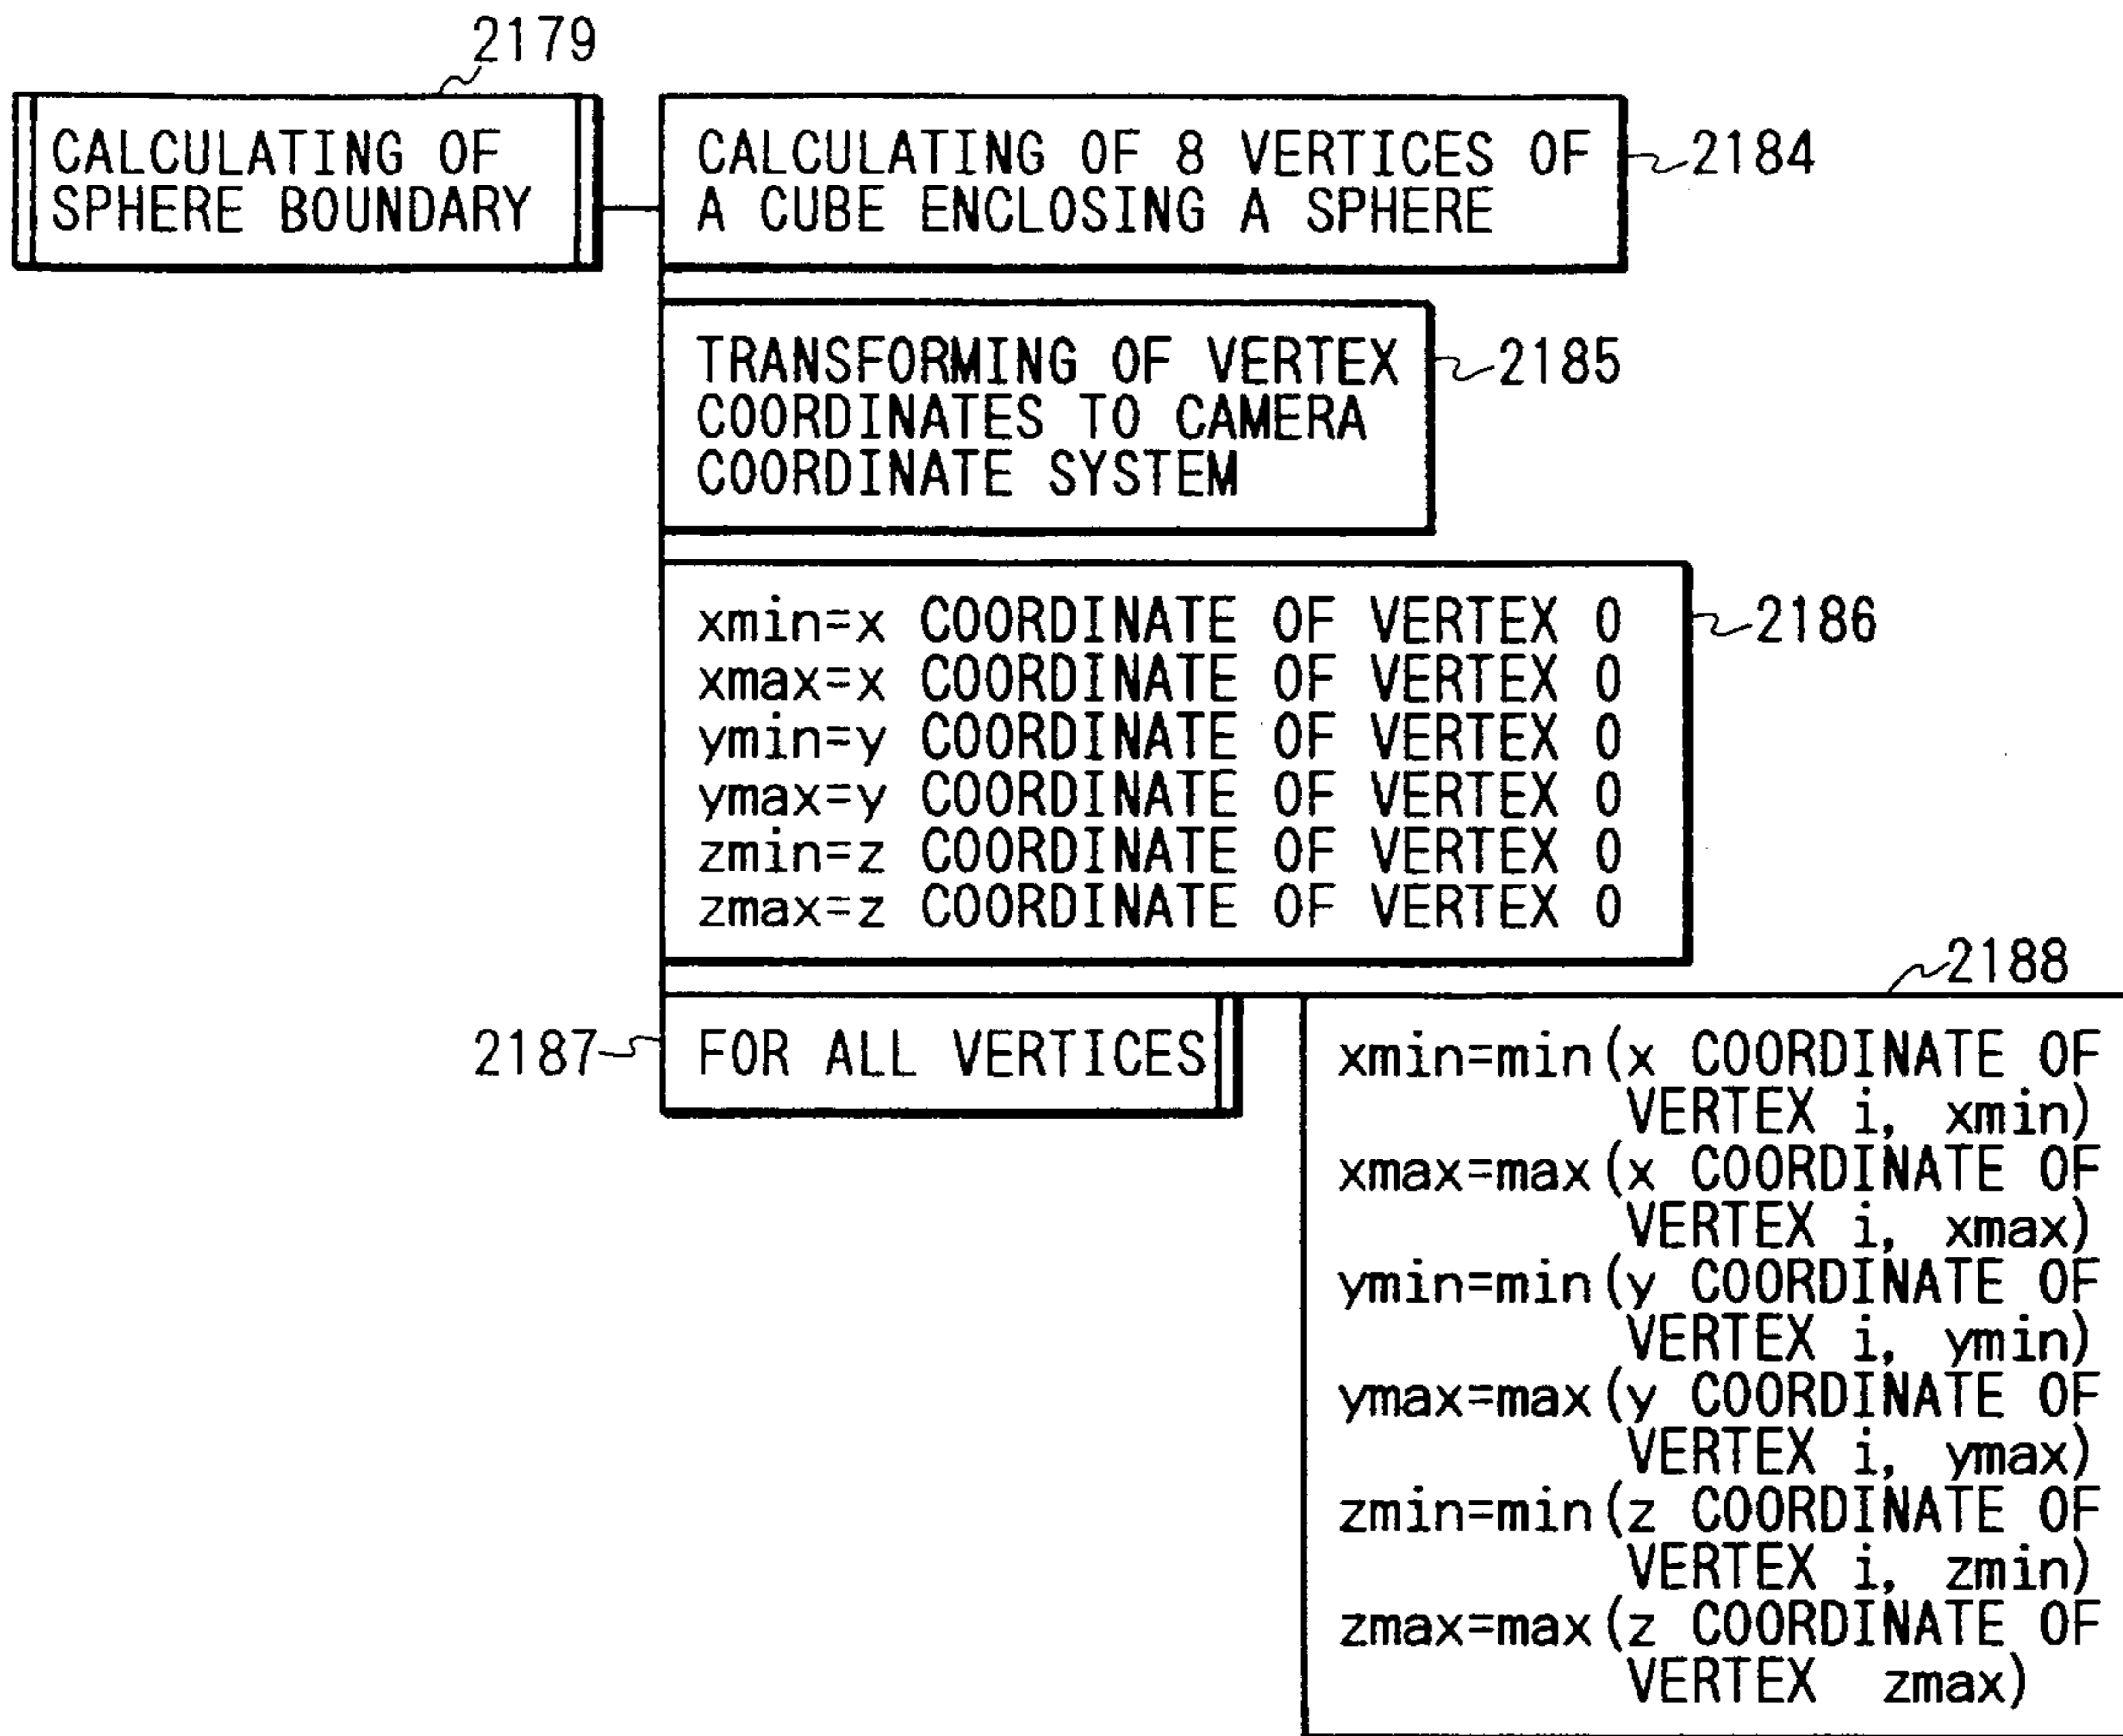 2179
CALCULATING OF
SPHERE BOUNDARY
CALCULATING OF 8 VERTICES OF
A CUBE ENCLOSING A SPHERE
2184
TRANSFORMING OF VERTEX
COORDINATES TO CAMERA
COORDINATE SYSTEM
2185
xmin=x COORDINATE OF VERTEX 0
xmax=x COORDINATE OF VERTEX 0
ymin=y COORDINATE OF VERTEX 0
ymax=y COORDINATE OF VERTEX 0
zmin=z COORDINATE OF VERTEX 0
zmax=z COORDINATE OF VERTEX 0
2186
2187
FOR ALL VERTICES
2188
xmin=min(x COORDINATE OF
VERTEX i, xmin)
xmax=max(x COORDINATE OF
VERTEX i, xmax)
ymin=min(y COORDINATE OF
VERTEX i, ymin)
ymax=max(y COORDINATE OF
VERTEX i, ymax)
zmin=min(z COORDINATE OF
VERTEX i, zmin)
zmax=max(z COORDINATE OF
VERTEX zmax)